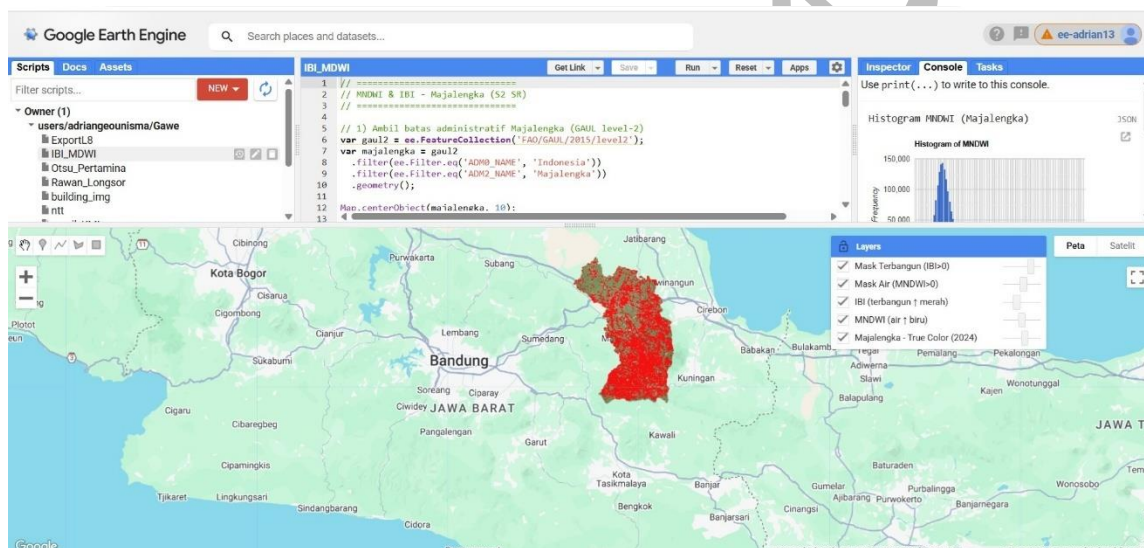 Google Earth Engine
Search places and datasets...
ee-adrian13
Scripts Docs Assets
Filter scripts...
NEW
Owner (1)
users/adriangeounisma/Gawe
ExportL8
IBI_MDWI
Otsu_Pertamina
Rawan_Longsor
building_img
ntt
IBI_MDWI
Get Link Save Run Reset Apps
1 // =============================
2 // MNDWI & IBI - Majalengka (S2 SR)
3 // =============================
4
5 // 1) Ambil batas administratif Majalengka (GAUL level-2)
6 var gaul2 = ee.FeatureCollection('FAO/GAUL/2015/level2');
7 var majalengka = gaul2
8 .filter(ee.Filter.eq('ADM0_NAME', 'Indonesia'))
9 .filter(ee.Filter.eq('ADM2_NAME', 'Majalengka'))
10 .geometry();
11
12 Map.centerObject(majalengka, 10);
13
Inspector Console Tasks
Use print(...) to write to this console.
Histogram MNDWI (Majalengka)
JSON
Histogram of MNDWI
150,000
100,000
50,000
Frequency
Layers
Mask Terbangun (IBI>0)
Mask Air (MNDWI>0)
IBI (terbangun ↑ merah)
MNDWI (air ↑ biru)
Majalengka - True Color (2024)
Peta Satelit
11
Cibinong
Jatibarang
Purwakarta
Subang
Kota Bogor
winangun
Cisarua
Cigombong
Cirebon
Plotot
Cianjur
Lembang
Sumedang
Babakan
Bulakamb
Tegal
Pemalang
Pekalongan
Adiwerna
Sukabumi
Bandung
Kuningan
Slawi
Kajen
Wonotunggal
3
Soreang
Ciparay
Balapulang
Ciwidey
JAWA BARAT
Cigaru
Cibaregbeg
Pangalengan
Garut
Kawali
JAWA T
Cipamingkis
Kota
Tasikmalaya
Baturaden
Tem
Tjikaret
Lingkungsari
Banjar
Gumelar
Purbalingga
Wonosobo
Ajibarang
Purwokerto
Banjarnegara
Sindangbarang
Bengkok
Banjarsari
Cinangsi
Cidora
Google